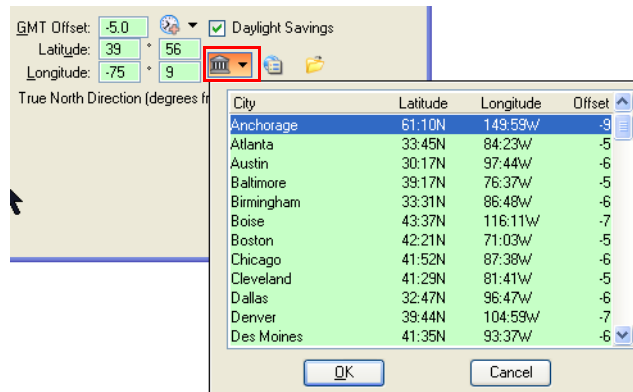 GMT Offset: -5.0 Daylight Savings
Latitude: 39 ° 56
Longitude: -75 ° 9
True North Direction (degrees fr
City Latitude Longitude Offset
Anchorage 61:10N 149:59W -9
Atlanta 33:45N 84:23W -5
Austin 30:17N 97:44W -6
Baltimore 39:17N 76:37W -5
Birmingham 33:31N 86:48W -6
Boise 43:37N 116:11W -7
Boston 42:21N 71:03W -5
Chicago 41:52N 87:38W -6
Cleveland 41:29N 81:41W -5
Dallas 32:47N 96:47W -6
Denver 39:44N 104:59W -7
Des Moines 41:35N 93:37W -6
OK Cancel